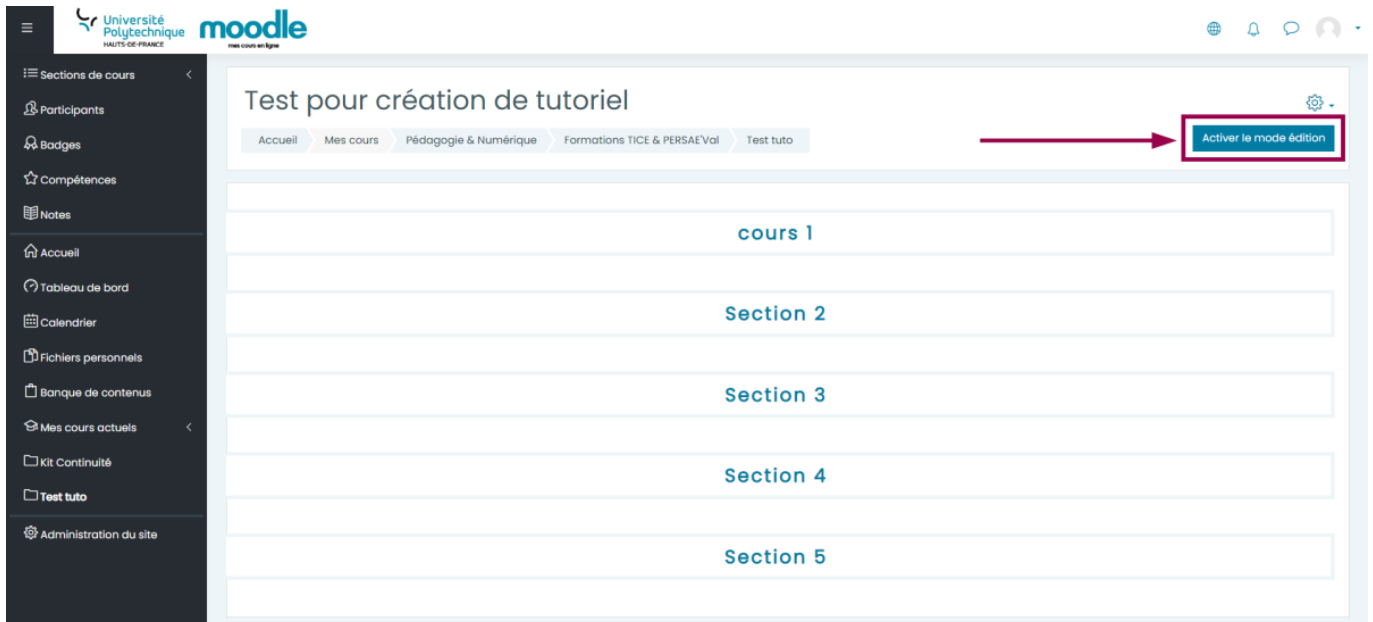 Université
Polytechnique
HAUTS-DE-FRANCE
moodle
mes cours en ligne
Sections de cours
Participants
Badges
Compétences
Notes
Accueil
Tableau de bord
Calendrier
Fichiers personnels
Banque de contenus
Mes cours actuels
Kit Continuité
Test tuto
Administration du site
Test pour création de tutoriel
Accueil Mes cours Pédagogie & Numérique Formations TICE & PERSAE'Val Test tuto
Activer le mode édition
cours 1
Section 2
Section 3
Section 4
Section 5